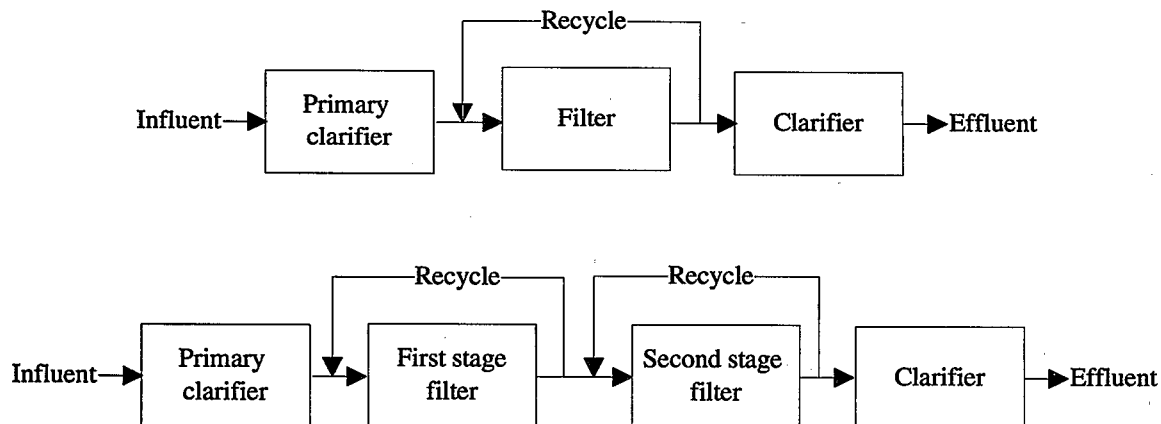 Recycle
Influent
Primary
clarifier
Filter
Clarifier
Effluent
Recycle
Recycle
Influent
Primary
clarifier
First stage
filter
Second stage
filter
Clarifier
Effluent